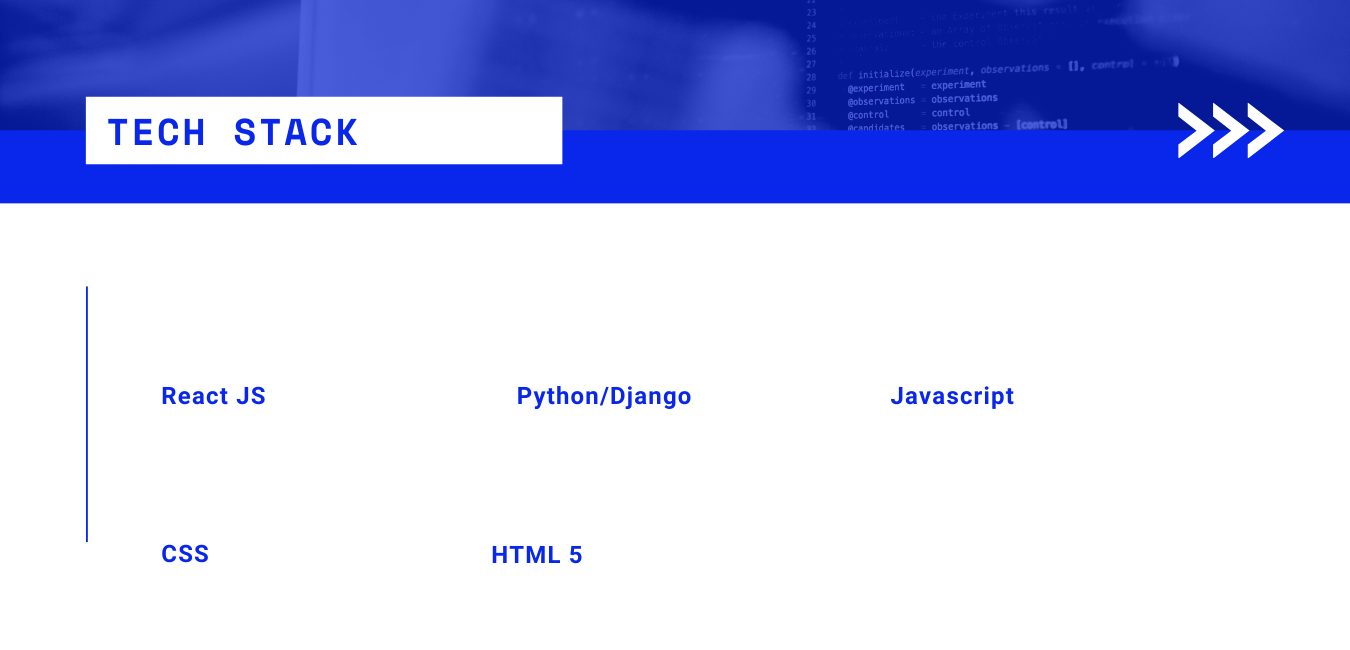 23
24
25
26
27
28 def initialize(experiment, observations = [], control = nil)
29 @experiment = experiment
30 @observations = observations
31 @control = control
@candidates = observations - [control]
TECH STACK
React JS Python/Django Javascript
CSS HTML 5